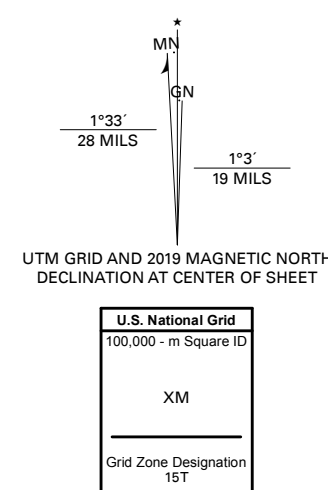 ★
MN
GN
1°33´
28 MILS
1°3´
19 MILS
UTM GRID AND 2019 MAGNETIC NORTH
DECLINATION AT CENTER OF SHEET
U.S. National Grid
100,000 - m Square ID
XM
Grid Zone Designation
15T